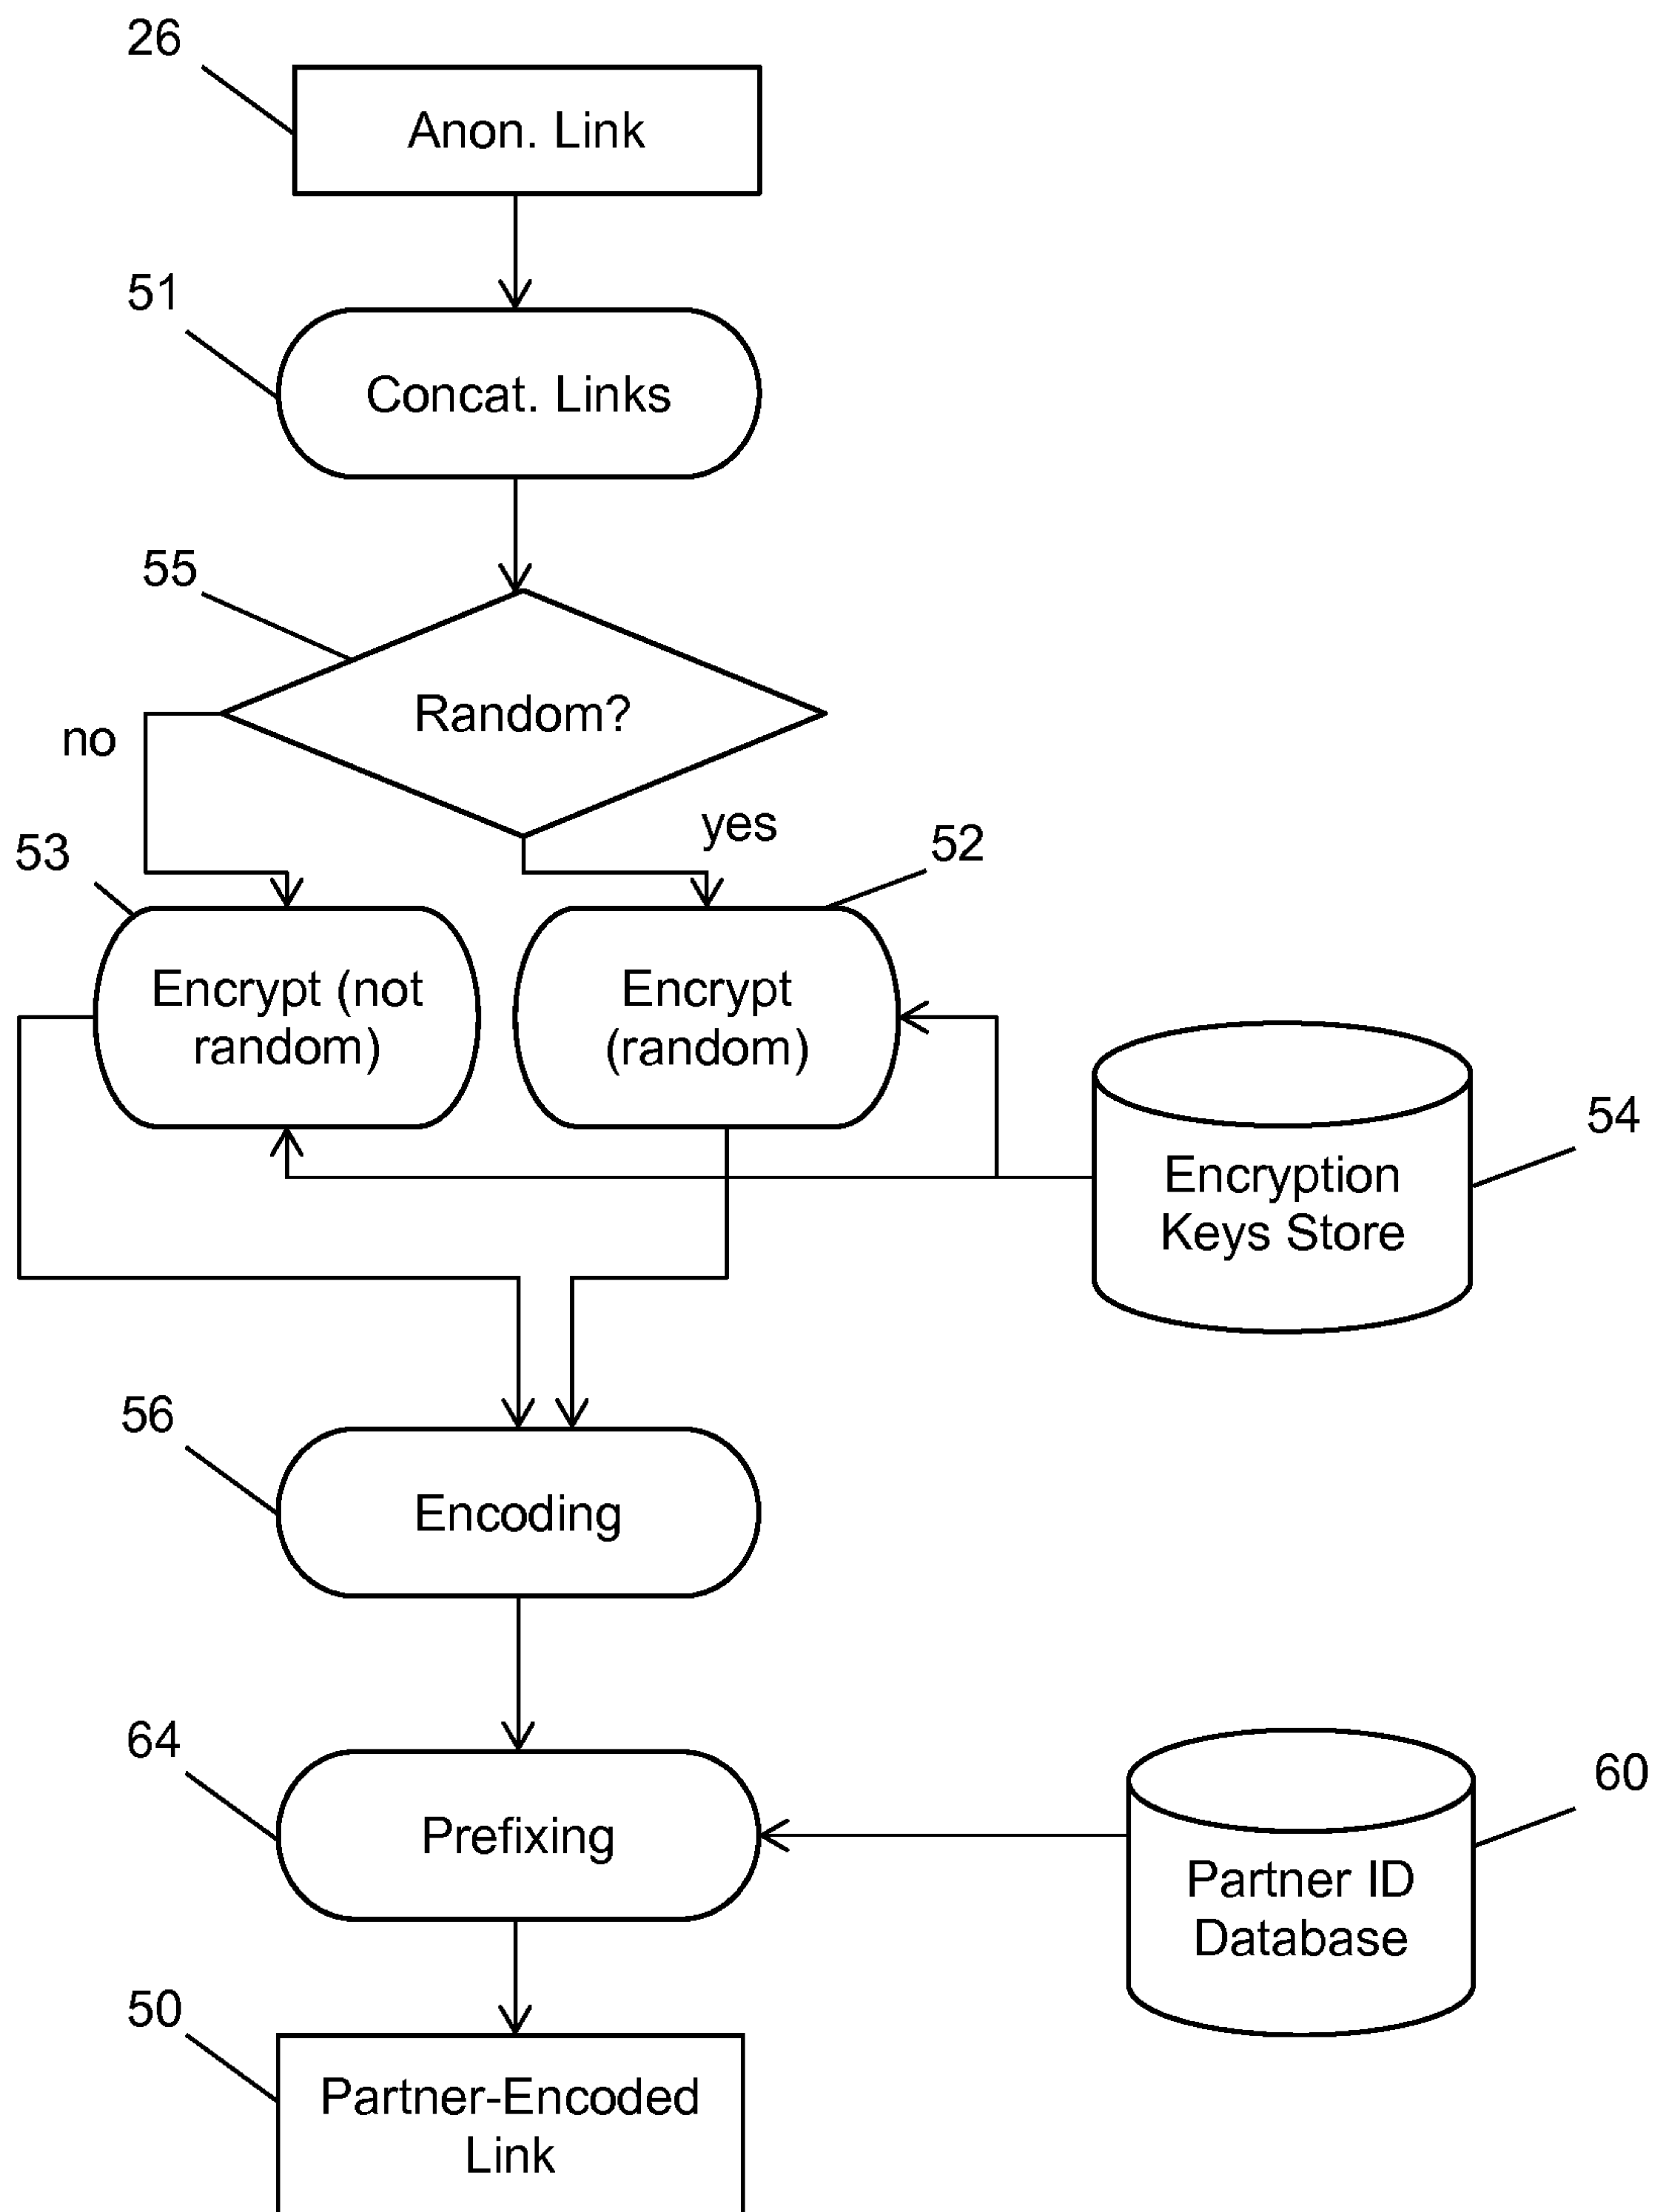 26
Anon. Link
51
Concat. Links
55
Random?
no
yes
53
52
Encrypt (not
random)
Encrypt
(random)
54
Encryption
Keys Store
56
Encoding
64
Prefixing
60
Partner ID
Database
50
Partner-Encoded
Link